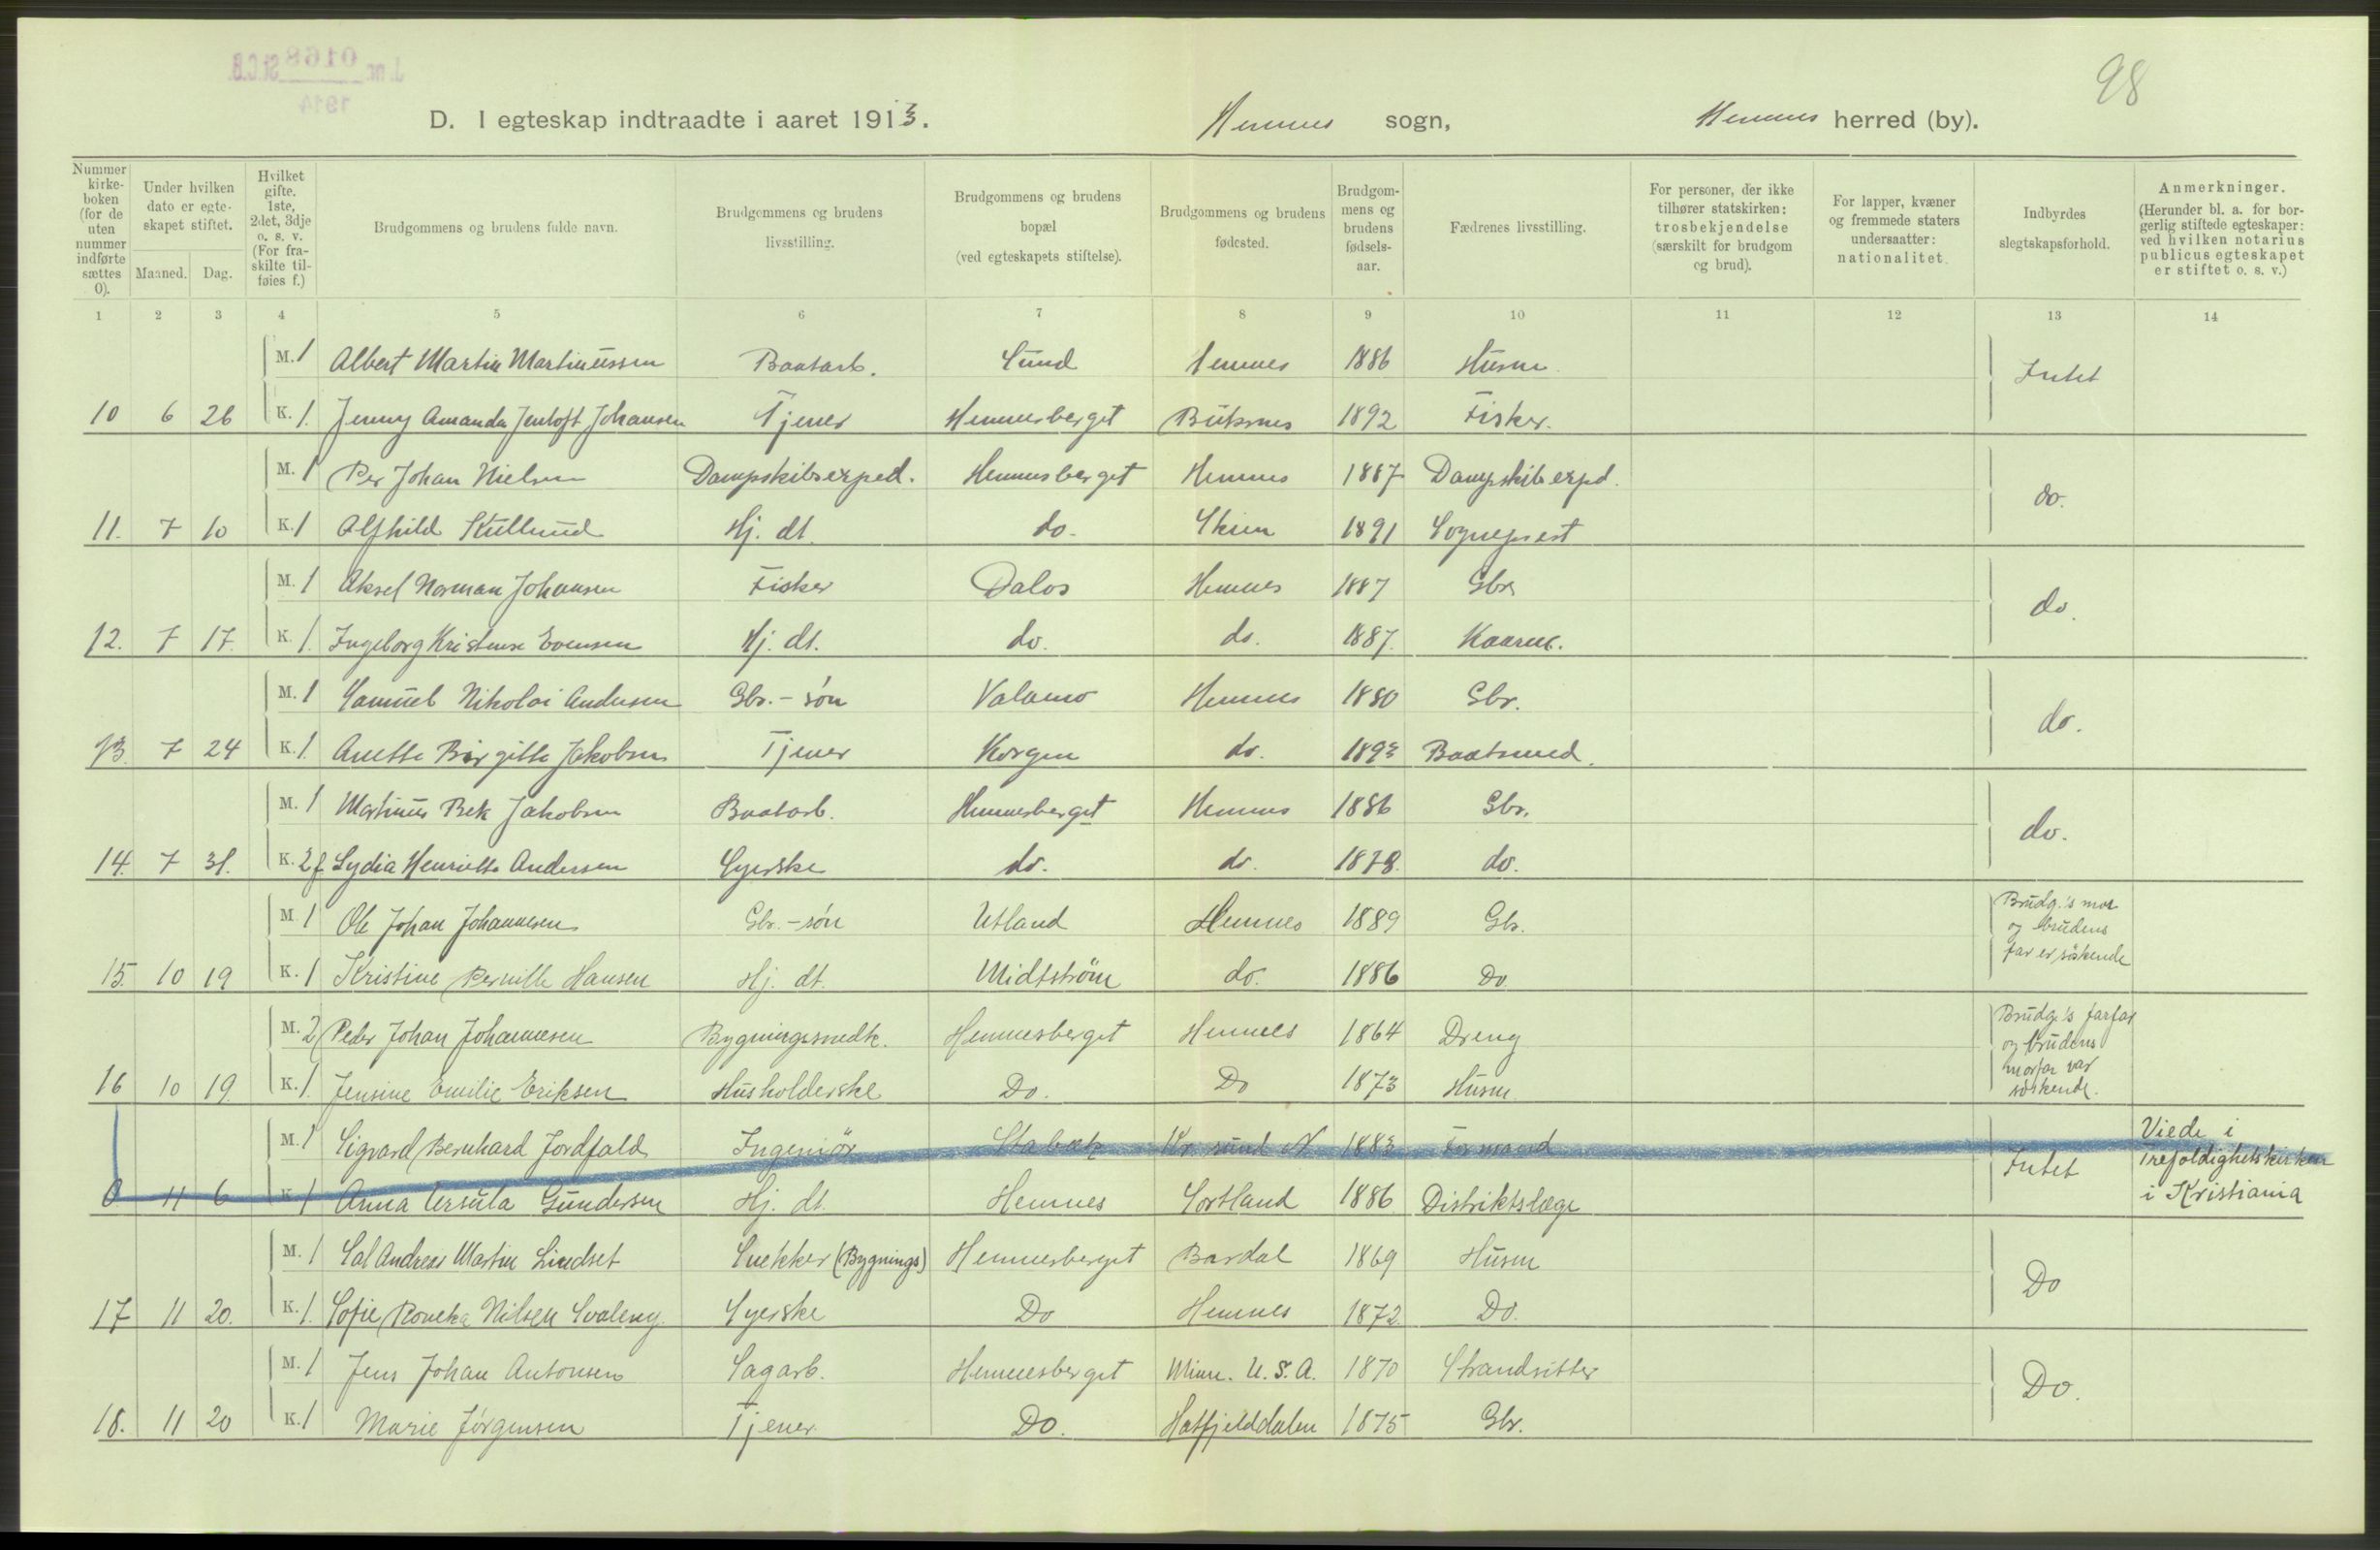 J.nr. 0168 St.C.B.
1914
98
D. I egteskap indtraadte i aaret 1913. Hemnes sogn, Hemnes herred (by).
Nummer kirkeboken (for de uten nummer indførte sættes 0).
Under hvilken dato er egteskapet stiftet.
Maaned. Dag.
Hvilket gifte. 1ste, 2det, 3dje o. s. v. (For fraskilte tilføies f.)
Brudgommens og brudens fulde navn.
Brudgommens og brudens livsstilling.
Brudgommens og brudens bopæl (ved egteskapets stiftelse).
Brudgommens og brudens fødested.
Brudgommens og brudens fødselsaar.
Fædrenes livsstilling.
For personer, der ikke tilhører statskirken: trosbekjendelse (særskilt for brudgom og brud).
For lapper, kvæner og fremmede staters undersaatter: nationalitet.
Indbyrdes slegtskapsforhold.
Anmerkninger. (Herunder bl. a. for borgerlig stiftede egteskaper: ved hvilken notarius publicus egteskapet er stiftet o. s. v.)
1 2 3 4 5 6 7 8 9 10 11 12 13 14
M. 1 Albert Martin Martinussen Baatarb. Sund Hemnes 1886 Husm. Intet
10 6 26 K. 1. Jenny Amanda Jentoft Johansen Tjener Hemnesberget Buksnes 1892 Fisker.
M. 1 Per Johan Nielsen Dampskibsexped. Hemnesberget Hemnes 1887 Dampskibexpd. do.
11. 7 10 K. 1 Alfhild Kullund Hj. dt. do. Skien 1891 Sogneprest
M. 1 Aksel Norman Johansen Fisker Dalos Hemnes 1887 Gbr. do.
12. 7 17 K. 1. Ingeborg Kristense Evensen Hj. dt. do. do. 1887. Kaarm.
M. 1 Samuel Nikolai Andersen Gbr. - søn Valamo Hemnes 1880 Gbr. do.
13. 7 24 K. 1. Anette Birgitte Jakobsen Tjener Korgen do. 1893 Baatsmed.
M. 1 Martinus Bek Jakobsen Baatarb. Hemnesberget Hemnes 1886 Gbr. do.
14. 7 31. K. 2 f. Lydia Henriette Andersen Syerske do. do. 1878. do.
M 1 Ole Johan Johannesen Gbr. - søn Utland Hemnes 1889 Gb. Brudg.'s mor
og brudens
far er søskende
15. 10 19 K. 1 Kristine Pernille Hansen Hj. dt. Midtstrøm do. 1886 Do
M. 2 Peder Johan Johannesen Bygningssnedk. Hemnesberget Hemnes 1864 Dreng Brudg.'s farfar
og brudens
morfar var
søskende.
16 10 19. K. 1. Jensine Emilie Eriksen Husholderske Do. Do 1873 Husm.
M. 1 Sigvard Bernhard Jordfald Ingeniør Stabæk Kr. sund N 1883 Formand Intet Viede i
Trefoldighetskirken
i Kristiania
0 11 6 K 1 Anna Ursula Gundersen Hj. dt. Hemnes Sortland 1886 Distriktslæge
M. 1 Sal Andreas Martin Lindset Snekker (Bygnings) Hemnesberget Bardal 1869 Husm Do
17 11 20. K. 1. Sofie Nilsen Svaleng. Syerske Do Hemnes 1872. Do.
M. 1 Jens Johan Antonsen Sagarb. Hemnesberget Minn. U.S.A. 1870 Strandsitter Do.
18. 11 20 K. 1 Marie Jørgensen Tjener Do. Hatfjelddalen 1875 Gbr.